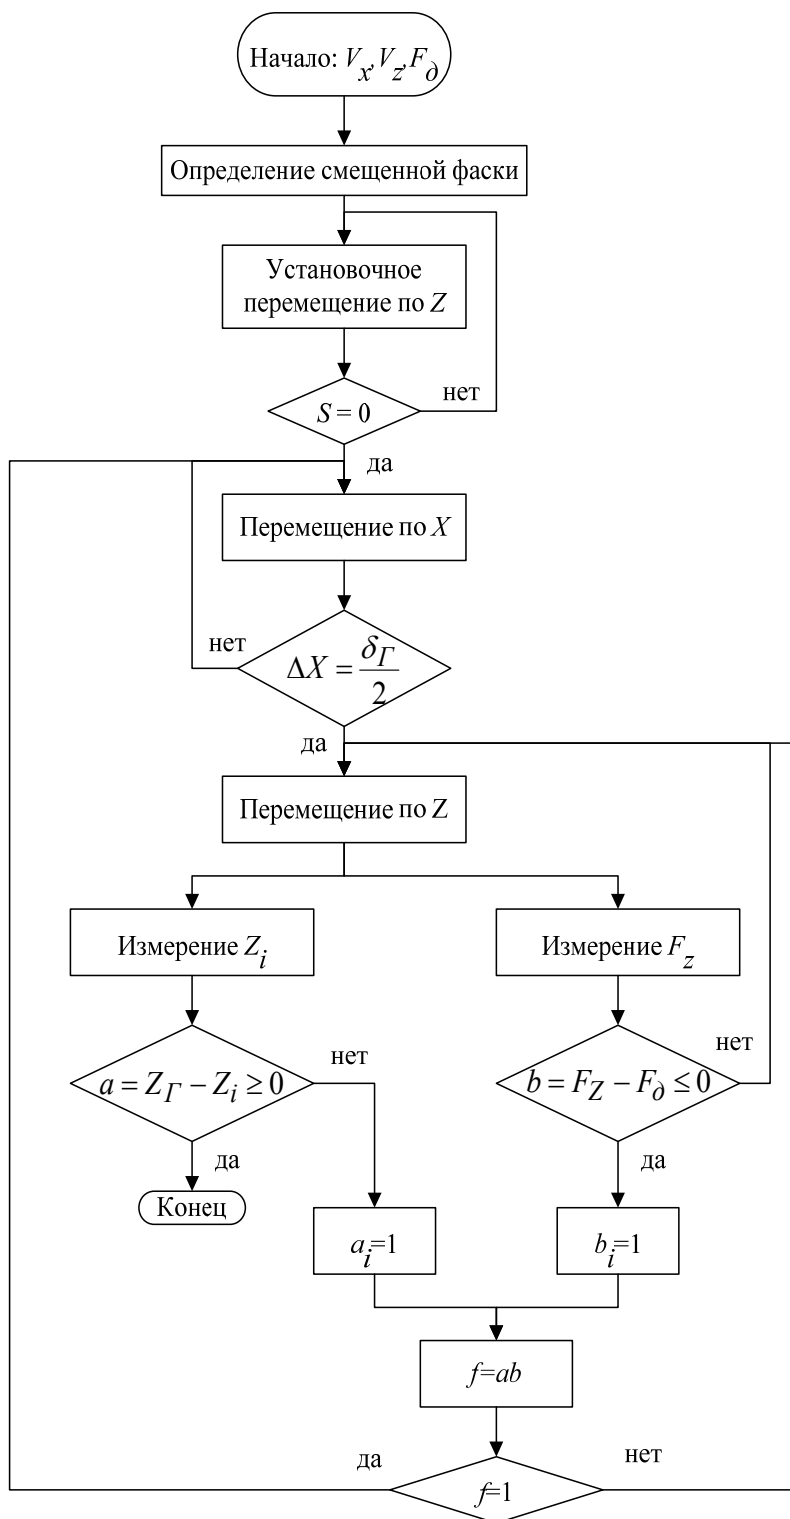 Начало: Vx, Vz, Fд
Определение смещенной фаски
Установочное
перемещение по Z
нет
S = 0
да
Перемещение по X
нет
ΔX = δГ/2
да
Перемещение по Z
Измерение Zi
Измерение Fz
нет
нет
a = ZГ − Zi ≥ 0
b = FZ − Fд ≤ 0
да
да
Конец
ai=1
bi=1
f=ab
да
нет
f=1